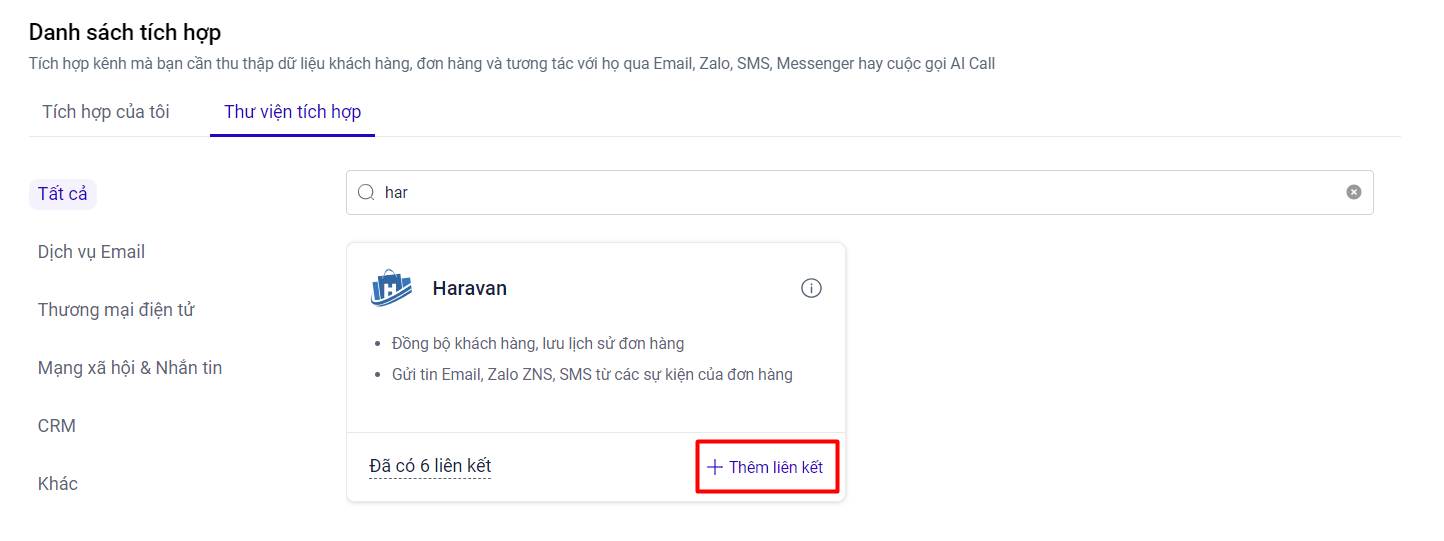 Danh sách tích hợp
Tích hợp kênh mà bạn cần thu thập dữ liệu khách hàng, đơn hàng và tương tác với họ qua Email, Zalo, SMS, Messenger hay cuộc gọi AI Call
Tích hợp của tôi
Thư viện tích hợp
Tất cả
Dịch vụ Email
Thương mại điện tử
Mạng xã hội & Nhắn tin
CRM
Khác
har
H
Haravan
Đồng bộ khách hàng, lưu lịch sử đơn hàng
Gửi tin Email, Zalo ZNS, SMS từ các sự kiện của đơn hàng
Đã có 6 liên kết
Thêm liên kết